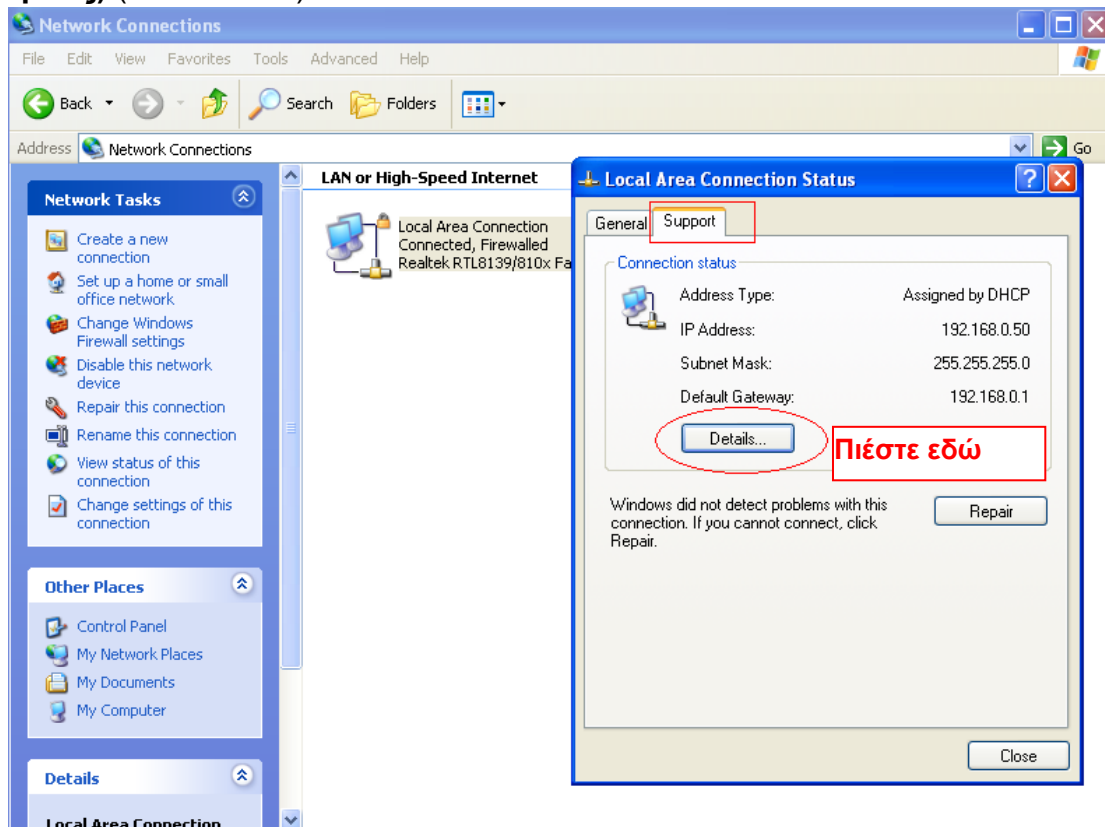 Network Connections
File Edit View Favorites Tools Advanced Help
Back Search Folders
Address Network Connections Go
Network Tasks
Create a new
connection
Set up a home or small
office network
Change Windows
Firewall settings
Disable this network
device
Repair this connection
Rename this connection
View status of this
connection
Change settings of this
connection
Other Places
Control Panel
My Network Places
My Documents
My Computer
Details
Local Area Connection
LAN or High-Speed Internet
Local Area Connection
Connected, Firewalled
Realtek RTL8139/810x Fa
Local Area Connection Status
General Support
Connection status
Address Type: Assigned by DHCP
IP Address: 192.168.0.50
Subnet Mask: 255.255.255.0
Default Gateway: 192.168.0.1
Details...
Πιέστε εδώ
Windows did not detect problems with this
connection. If you cannot connect, click
Repair.
Repair
Close